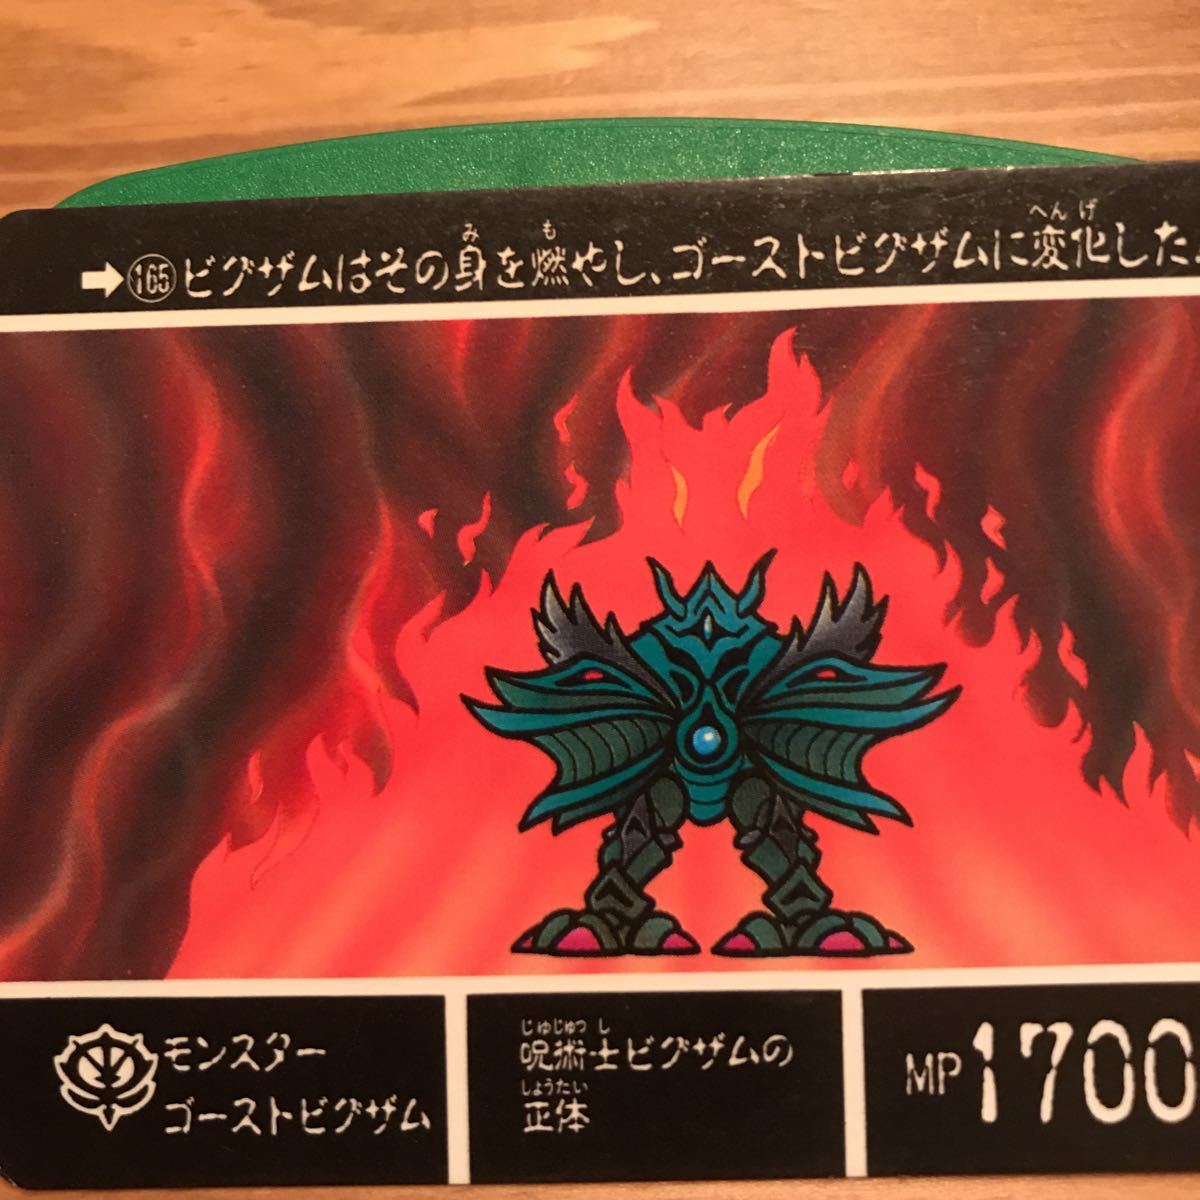 みも へんげ
➡165ビグザムはその身を燃やし、ゴーストビグザムに変化した。
モンスター
ゴーストビグザム
じゅじゅつし
呪術士ビグザムの
しょうたい
正体
MP1700